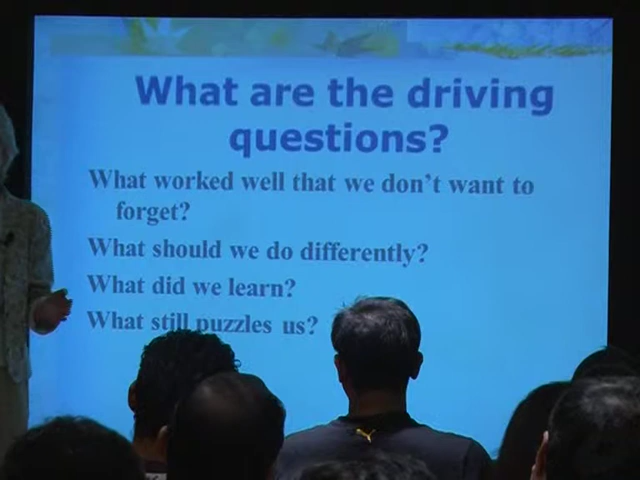 What are the driving
questions?
What worked well that we don't want to
forget?
What should we do differently?
What did we learn?
What still puzzles us?